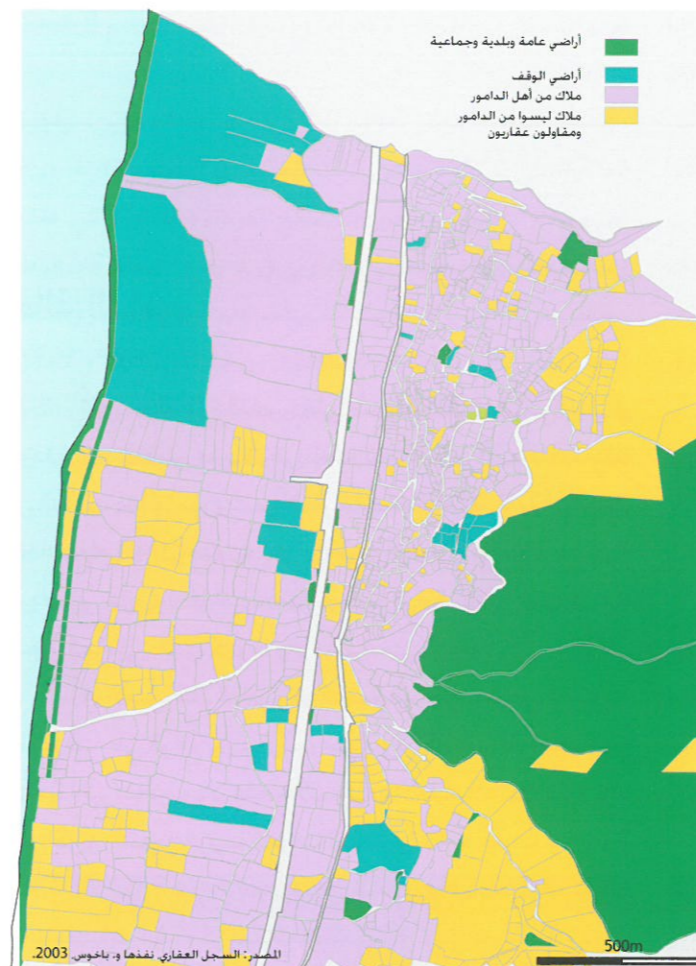 أراضي عامة وبلدية وجماعية
أراضي الوقف
ملاك من أهل الدامور
ملاك ليسوا من الدامور
ومقاولون عقاريون
500m
المصدر: السجل العقاري. نفذها و. باخوس. 2003.